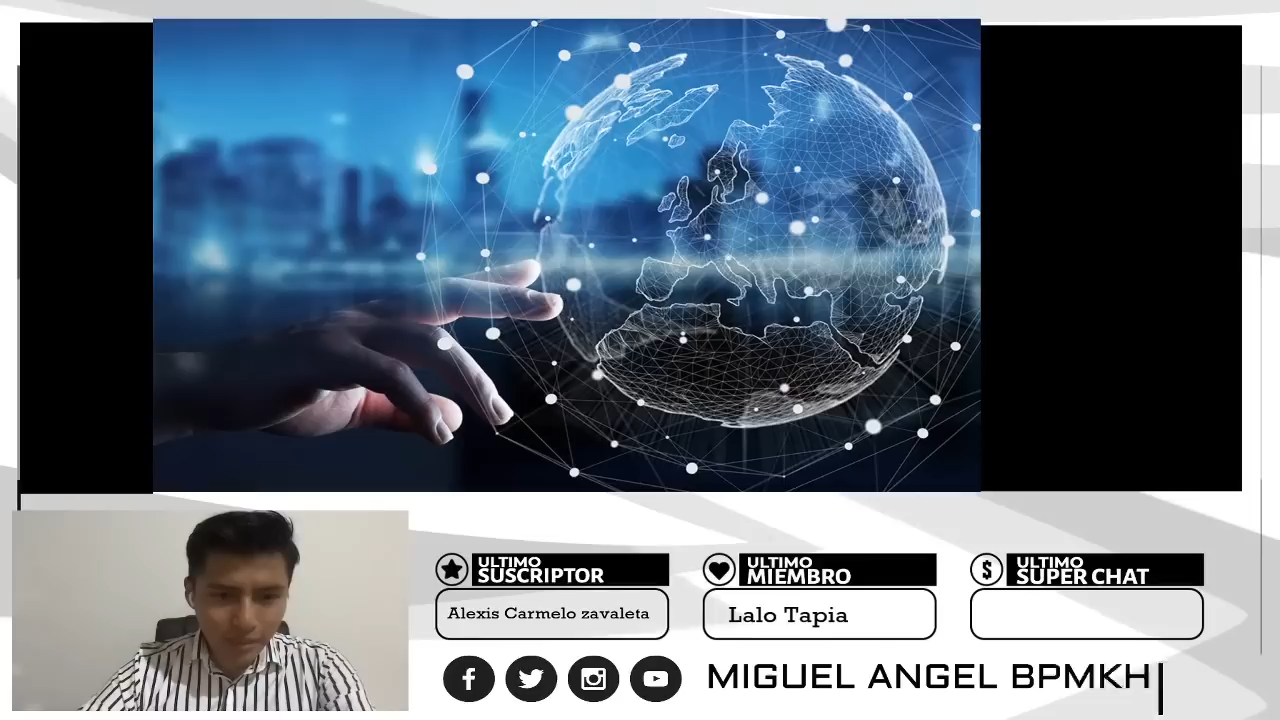 ULTIMO
SUSCRIPTOR
Alexis Carmelo zavaleta
ULTIMO
MIEMBRO
Lalo Tapia
ULTIMO
SUPER CHAT
MIGUEL ANGEL BPMKH